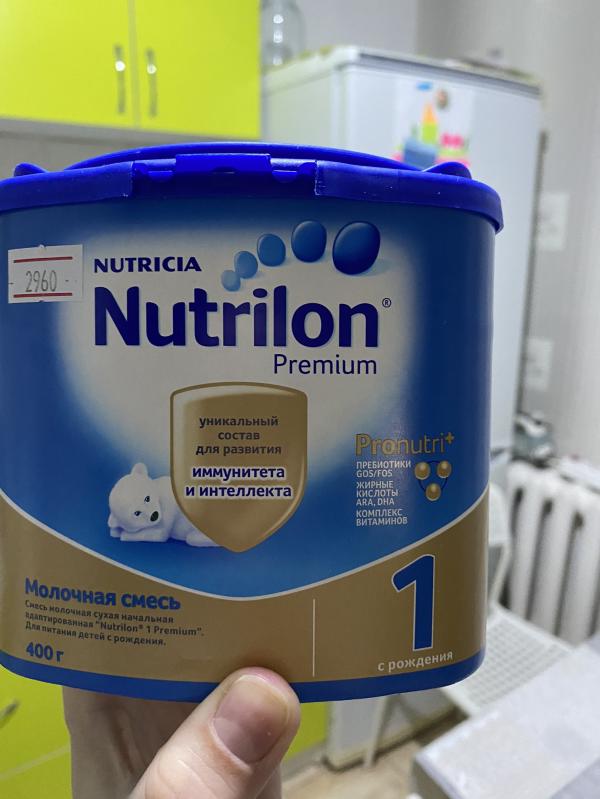 2960-
NUTRICIA
Nutrilon®
Premium
уникальный
состав
для развития
иммунитета
и интеллекта
Pronutri+
ПРЕБИОТИКИ
GOS/FOS
ЖИРНЫЕ
КИСЛОТЫ
ARA, DHA
КОМПЛЕКС
ВИТАМИНОВ
Молочная смесь
Смесь молочная сухая начальная
адаптированная "Nutrilon® 1 Premium".
Для питания детей с рождения.
400 г
1
с рождения